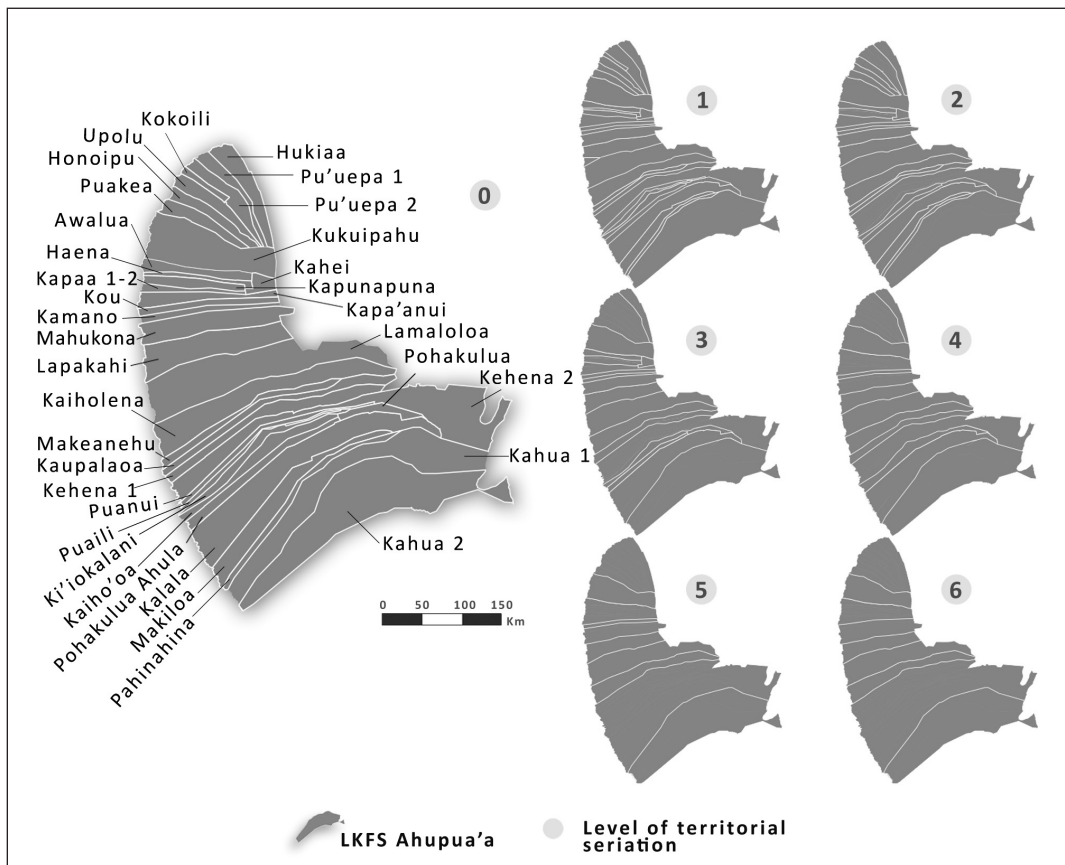 Kokoili
Upolu
Honoipu
Puakea
Awalua
Haena
Kapaa 1-2
Kou
Kamano
Mahukona
Lapakahi
Kaiholena
Makeanehu
Kaupalaoa
Kehena 1
Puanui
Puaili
Ki'iokalani
Kaiho'oa
Pohakulua Ahula
Kalala
Makiloa
Pahinahina
Hukiaa
Pu'uepa 1
Pu'uepa 2
Kukuipahu
Kahei
Kapunapuna
Kapa'anui
Lamaloloa
Pohakulua
Kehena 2
Kahua 1
Kahua 2
0
0 50 100 150
Km
1
2
3
4
5
6
LKFS Ahupua'a
Level of territorial
seriation